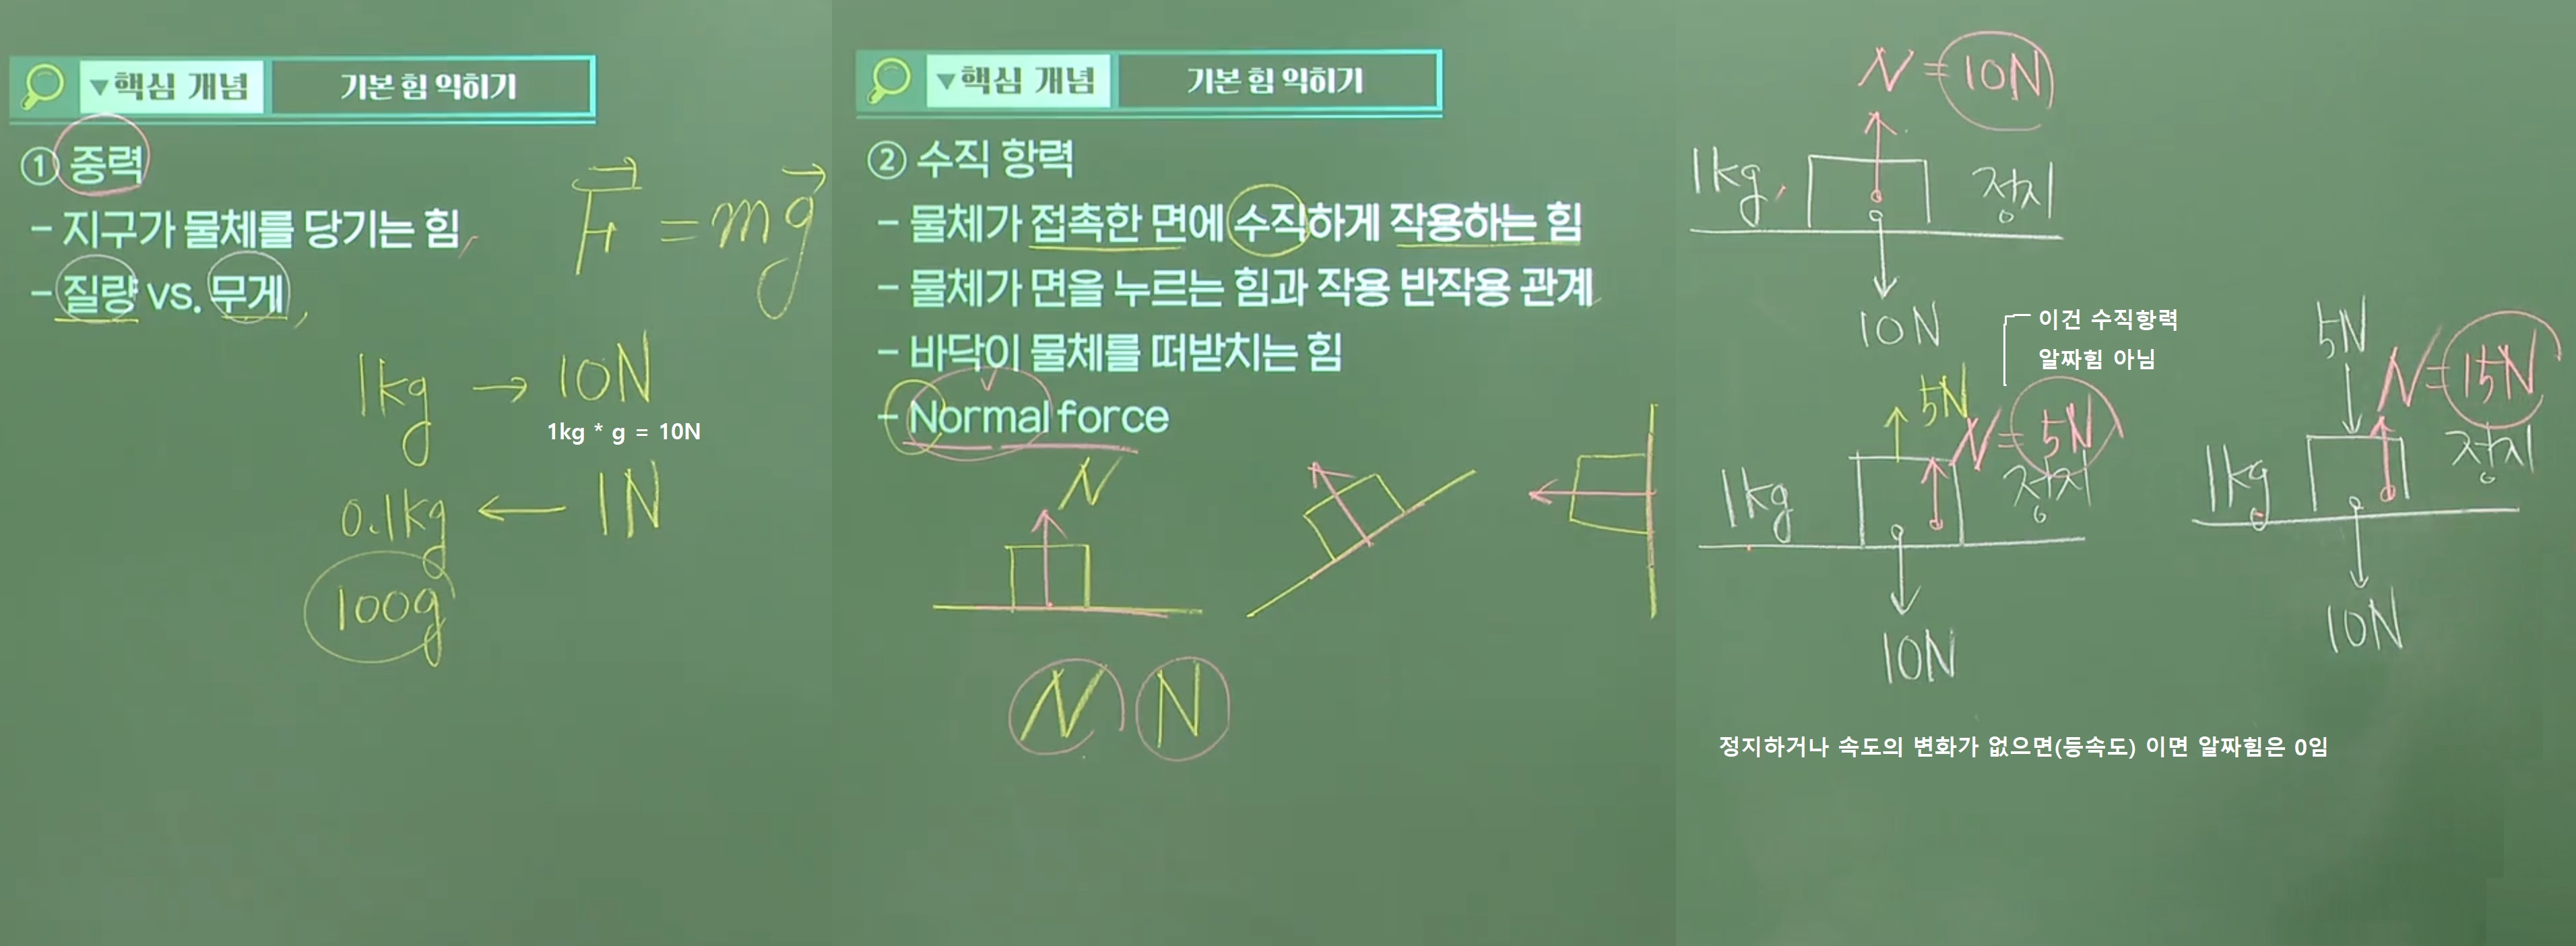 ▼핵심 개념 기본 힘 익히기
① 중력
- 지구가 물체를 당기는 힘
- 질량 vs. 무게
F = mg
1kg → 10N
1kg * g = 10N
0.1kg ← 1N
100g
▼핵심 개념 기본 힘 익히기
② 수직 항력
- 물체가 접촉한 면에 수직하게 작용하는 힘
- 물체가 면을 누르는 힘과 작용 반작용 관계
- 바닥이 물체를 떠받치는 힘
- Normal force
N
N N
N = 10N
1kg 정지
10N
이건 수직항력
알짜힘 아님
5N
N = 5N
1kg 정지
10N
5N
N = 15N
1kg 정지
10N
정지하거나 속도의 변화가 없으면(등속도) 이면 알짜힘은 0임